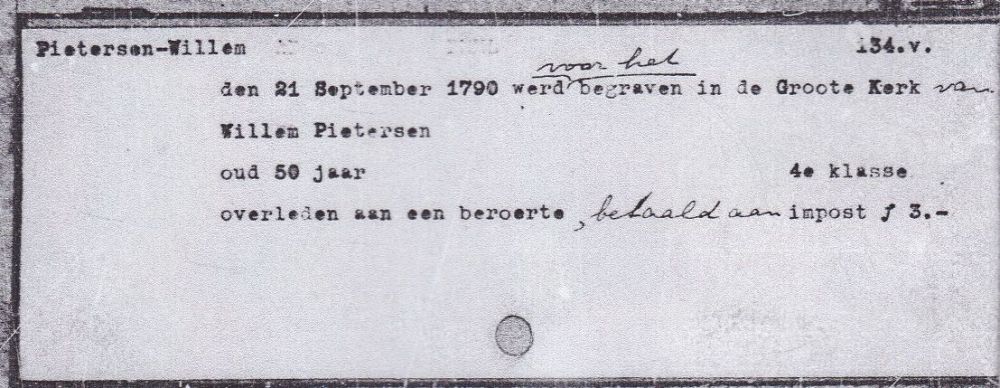 Pietersen-Willem 134.v.
den 21 September 1790 werd voor het begraven in de Groote Kerk van
Willem Pietersen
oud 50 jaar 4e klasse
overleden aan een beroerte, betaald aan impost ƒ 3.-